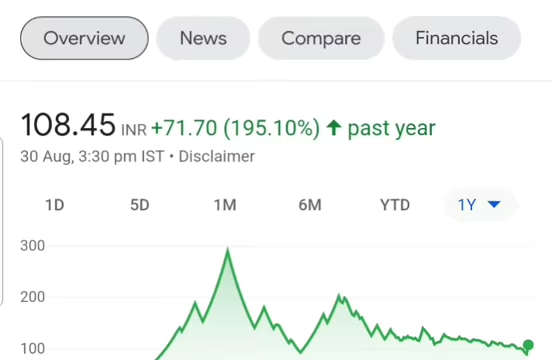 Overview News Compare Financials
108.45 INR +71.70 (195.10%) ↑ past year
30 Aug, 3:30 pm IST • Disclaimer
1D 5D 1M 6M YTD 1Y
300
200
100